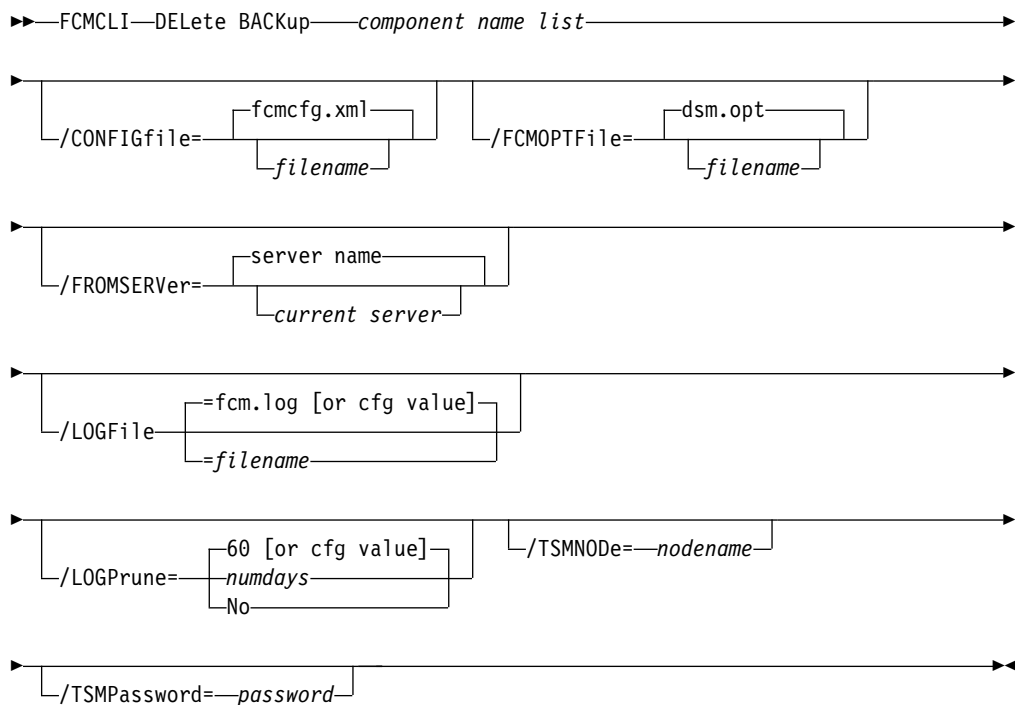 FCMCLI DELete BACKup component name list
fcmcfg.xml dsm.opt
/CONFIGfile= /FCMOPTFile=
filename filename
server name
/FROMSERVer=
current server
=fcm.log [or cfg value]
/LOGFile
=filename
60 [or cfg value] /TSMNODe= nodename
/LOGPrune= numdays
No
/TSMPassword= password